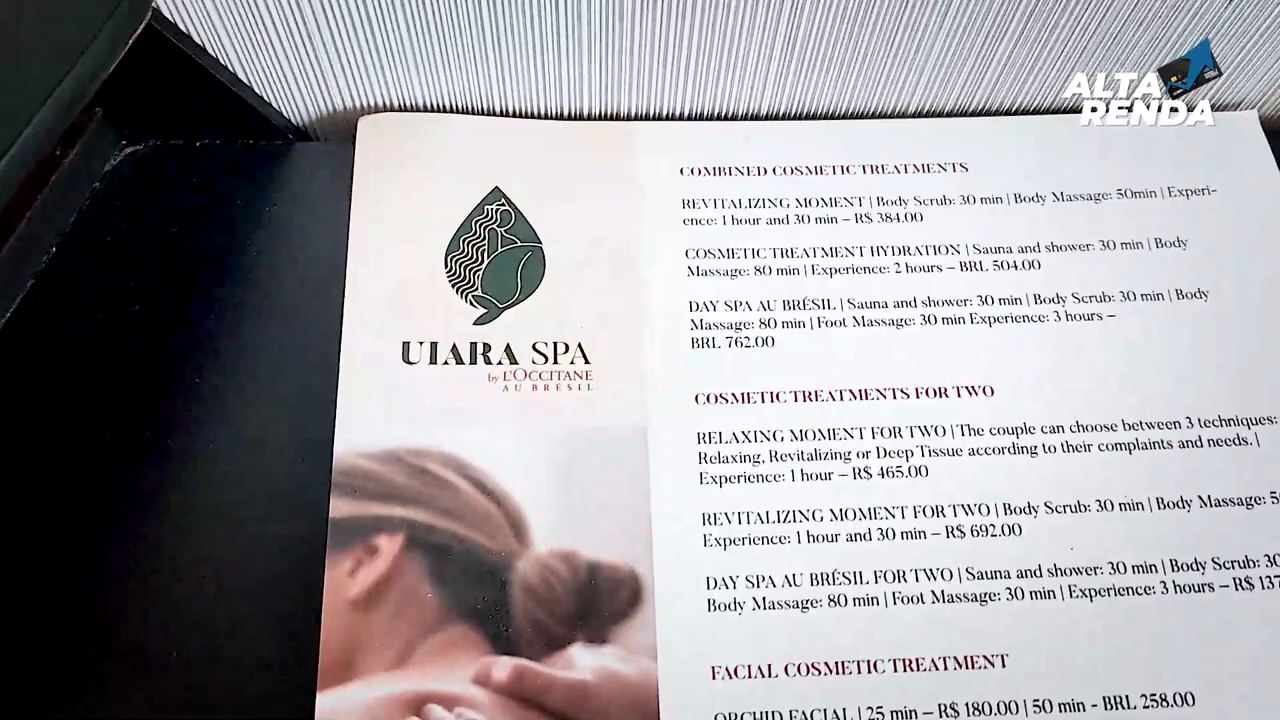 ALTA
RENDA
UIARA SPA
by L'OCCITANE
AU BRÉSIL
COMBINED COSMETIC TREATMENTS
REVITALIZING MOMENT | Body Scrub: 30 min | Body Massage: 50min | Experi-
ence: 1 hour and 30 min – R$ 384.00
COSMETIC TREATMENT HYDRATION | Sauna and shower: 30 min | Body
Massage: 80 min | Experience: 2 hours – BRL 504.00
DAY SPA AU BRÉSIL | Sauna and shower: 30 min | Body Scrub: 30 min | Body
Massage: 80 min | Foot Massage: 30 min Experience: 3 hours –
BRL 762.00
COSMETIC TREATMENTS FOR TWO
RELAXING MOMENT FOR TWO | The couple can choose between 3 techniques:
Relaxing, Revitalizing or Deep Tissue according to their complaints and needs. |
Experience: 1 hour – R$ 465.00
REVITALIZING MOMENT FOR TWO | Body Scrub: 30 min | Body Massage: 5
Experience: 1 hour and 30 min – R$ 692.00
DAY SPA AU BRÉSIL FOR TWO | Sauna and shower: 30 min | Body Scrub: 30
Body Massage: 80 min | Foot Massage: 30 min | Experience: 3 hours – R$ 137
FACIAL COSMETIC TREATMENT
ORCHID FACIAL | 25 min – R$ 180.00 | 50 min - BRL 258.00